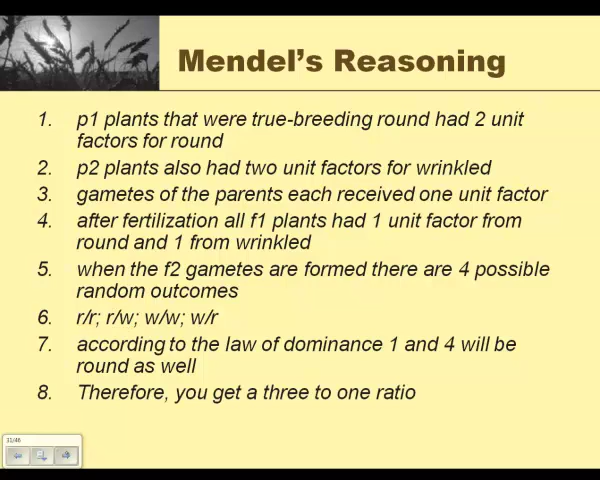 Mendel's Reasoning
1. p1 plants that were true-breeding round had 2 unit
factors for round
2. p2 plants also had two unit factors for wrinkled
3. gametes of the parents each received one unit factor
4. after fertilization all f1 plants had 1 unit factor from
round and 1 from wrinkled
5. when the f2 gametes are formed there are 4 possible
random outcomes
6. r/r; r/w; w/w; w/r
7. according to the law of dominance 1 and 4 will be
round as well
8. Therefore, you get a three to one ratio
31/46